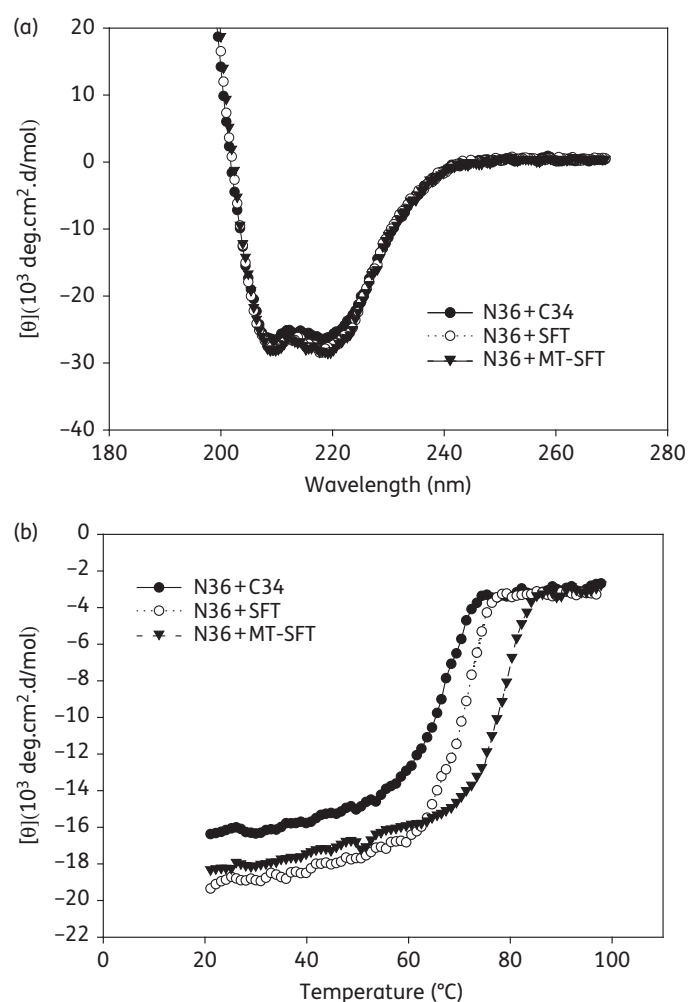 (a)
20
10
0
−10
−20
−30
−40
[θ](10³ deg.cm².d/mol)
N36+C34
N36+SFT
N36+MT-SFT
180 200 220 240 260 280
Wavelength (nm)
(b)
0
−2
−4
−6
−8
−10
−12
−14
−16
−18
−20
−22
[θ](10³ deg.cm².d/mol)
N36+C34
N36+SFT
N36+MT-SFT
0 20 40 60 80 100
Temperature (°C)